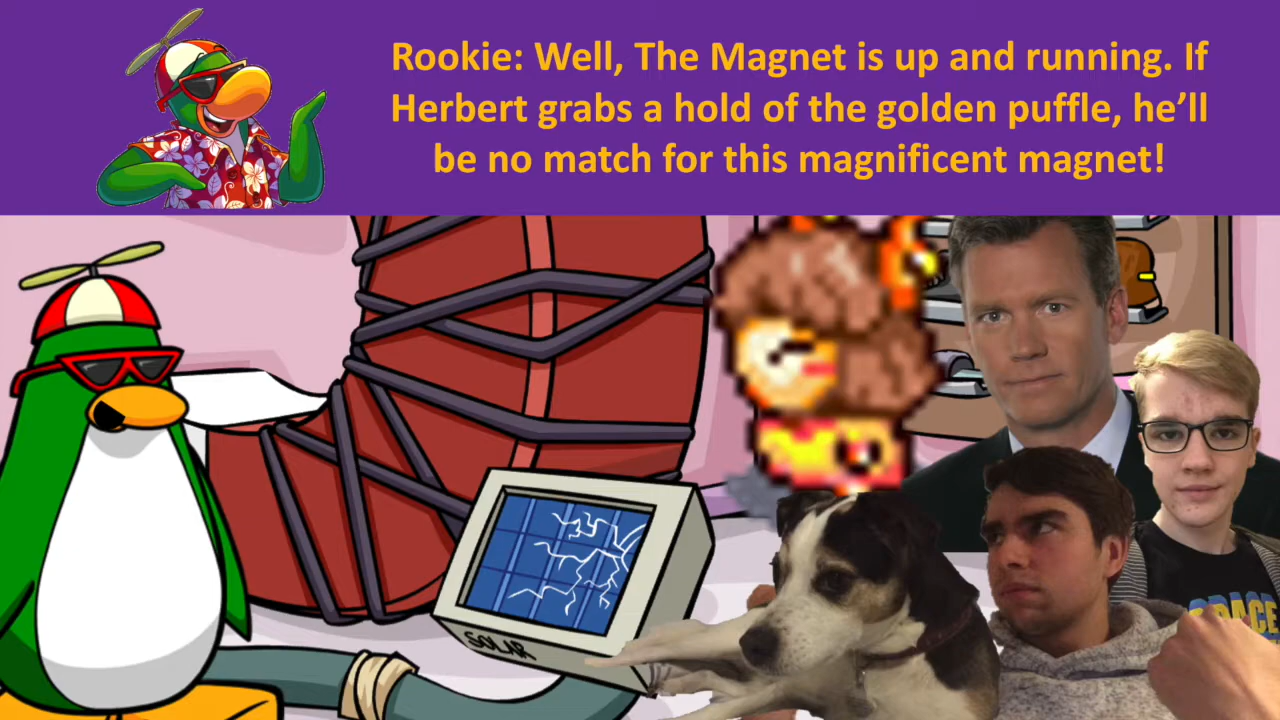 Rookie: Well, The Magnet is up and running. If
Herbert grabs a hold of the golden puffle, he’ll
be no match for this magnificent magnet!
SOLAR
SPACE